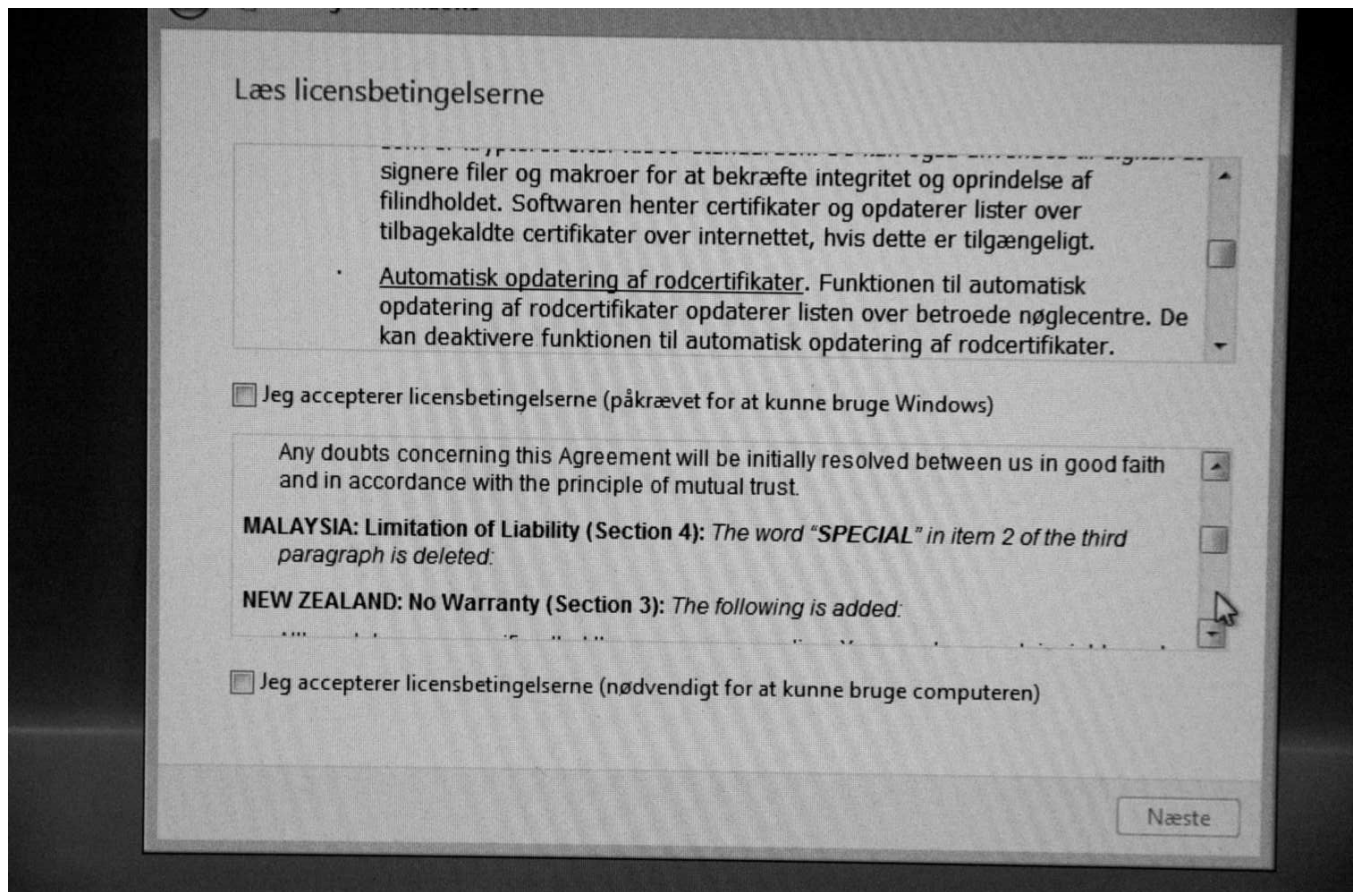 Læs licensbetingelserne
signere filer og makroer for at bekræfte integritet og oprindelse af
filindholdet. Softwaren henter certifikater og opdaterer lister over
tilbagekaldte certifikater over internettet, hvis dette er tilgængeligt.
· Automatisk opdatering af rodcertifikater. Funktionen til automatisk
opdatering af rodcertifikater opdaterer listen over betroede nøglecentre. De
kan deaktivere funktionen til automatisk opdatering af rodcertifikater.
Jeg accepterer licensbetingelserne (påkrævet for at kunne bruge Windows)
Any doubts concerning this Agreement will be initially resolved between us in good faith
and in accordance with the principle of mutual trust.
MALAYSIA: Limitation of Liability (Section 4): The word “SPECIAL” in item 2 of the third
paragraph is deleted:
NEW ZEALAND: No Warranty (Section 3): The following is added:
Jeg accepterer licensbetingelserne (nødvendigt for at kunne bruge computeren)
Næste